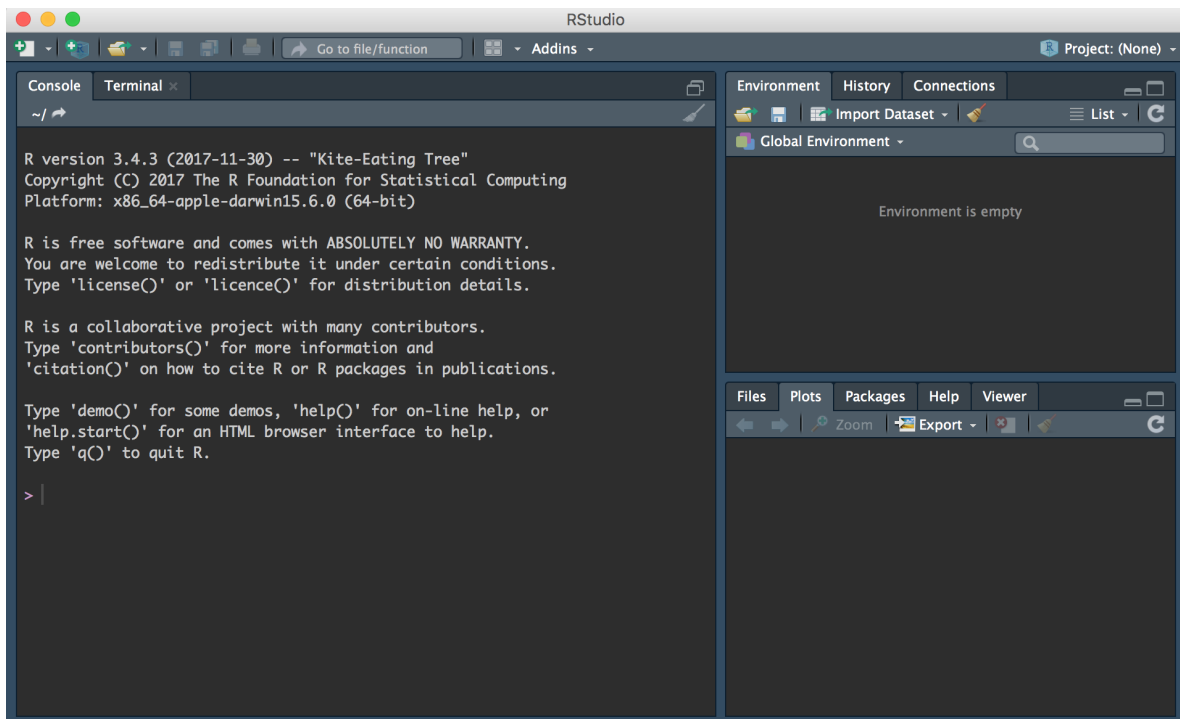 RStudio
Go to file/function
Addins
Project: (None)
Console Terminal
~/
R version 3.4.3 (2017-11-30) -- "Kite-Eating Tree"
Copyright (C) 2017 The R Foundation for Statistical Computing
Platform: x86_64-apple-darwin15.6.0 (64-bit)
R is free software and comes with ABSOLUTELY NO WARRANTY.
You are welcome to redistribute it under certain conditions.
Type 'license()' or 'licence()' for distribution details.
R is a collaborative project with many contributors.
Type 'contributors()' for more information and
'citation()' on how to cite R or R packages in publications.
Type 'demo()' for some demos, 'help()' for on-line help, or
'help.start()' for an HTML browser interface to help.
Type 'q()' to quit R.
>
Environment History Connections
Import Dataset List
Global Environment
Environment is empty
Files Plots Packages Help Viewer
Zoom Export